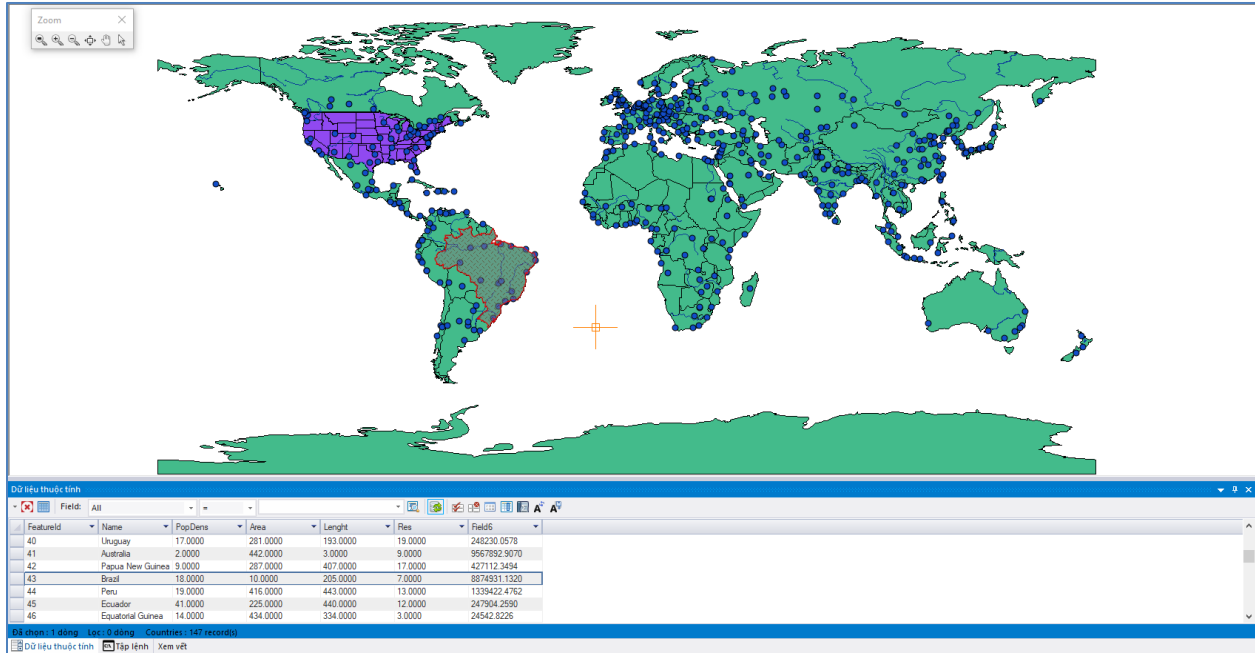 Zoom
Dữ liệu thuộc tính
Field: All =
FeatureId Name PopDens Area Lenght Res Field6
40 Uruguay 17.0000 281.0000 193.0000 19.0000 248230.0578
41 Australia 2.0000 442.0000 3.0000 9.0000 9567892.9070
42 Papua New Guinea 9.0000 287.0000 407.0000 17.0000 427112.3494
43 Brazil 18.0000 10.0000 205.0000 7.0000 8874931.1320
44 Peru 19.0000 416.0000 443.0000 13.0000 1339422.4762
45 Ecuador 41.0000 225.0000 440.0000 12.0000 247904.2590
46 Equatorial Guinea 14.0000 434.0000 334.0000 3.0000 24542.8226
Đã chọn : 1 dòng Lọc : 0 dòng Countries : 147 record(s)
Dữ liệu thuộc tính Tập lệnh Xem vết